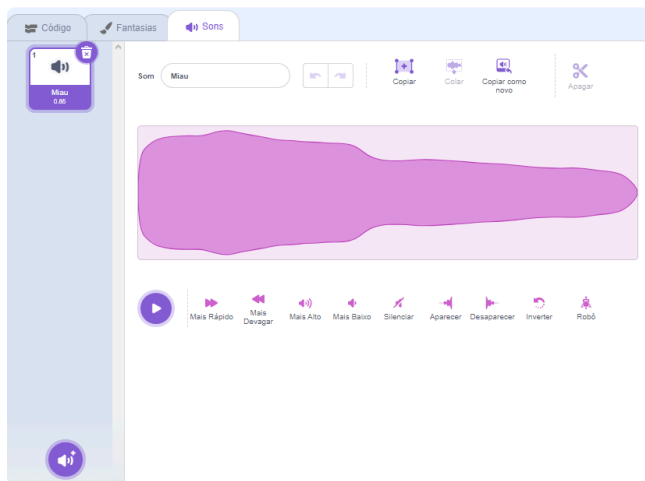 Código Fantasias Sons
1
Miau
0.85
Som Miau
Copiar Colar Copiar como novo Apagar
Mais Rápido Mais Devagar Mais Alto Mais Baixo Silenciar Aparecer Desaparecer Inverter Robô